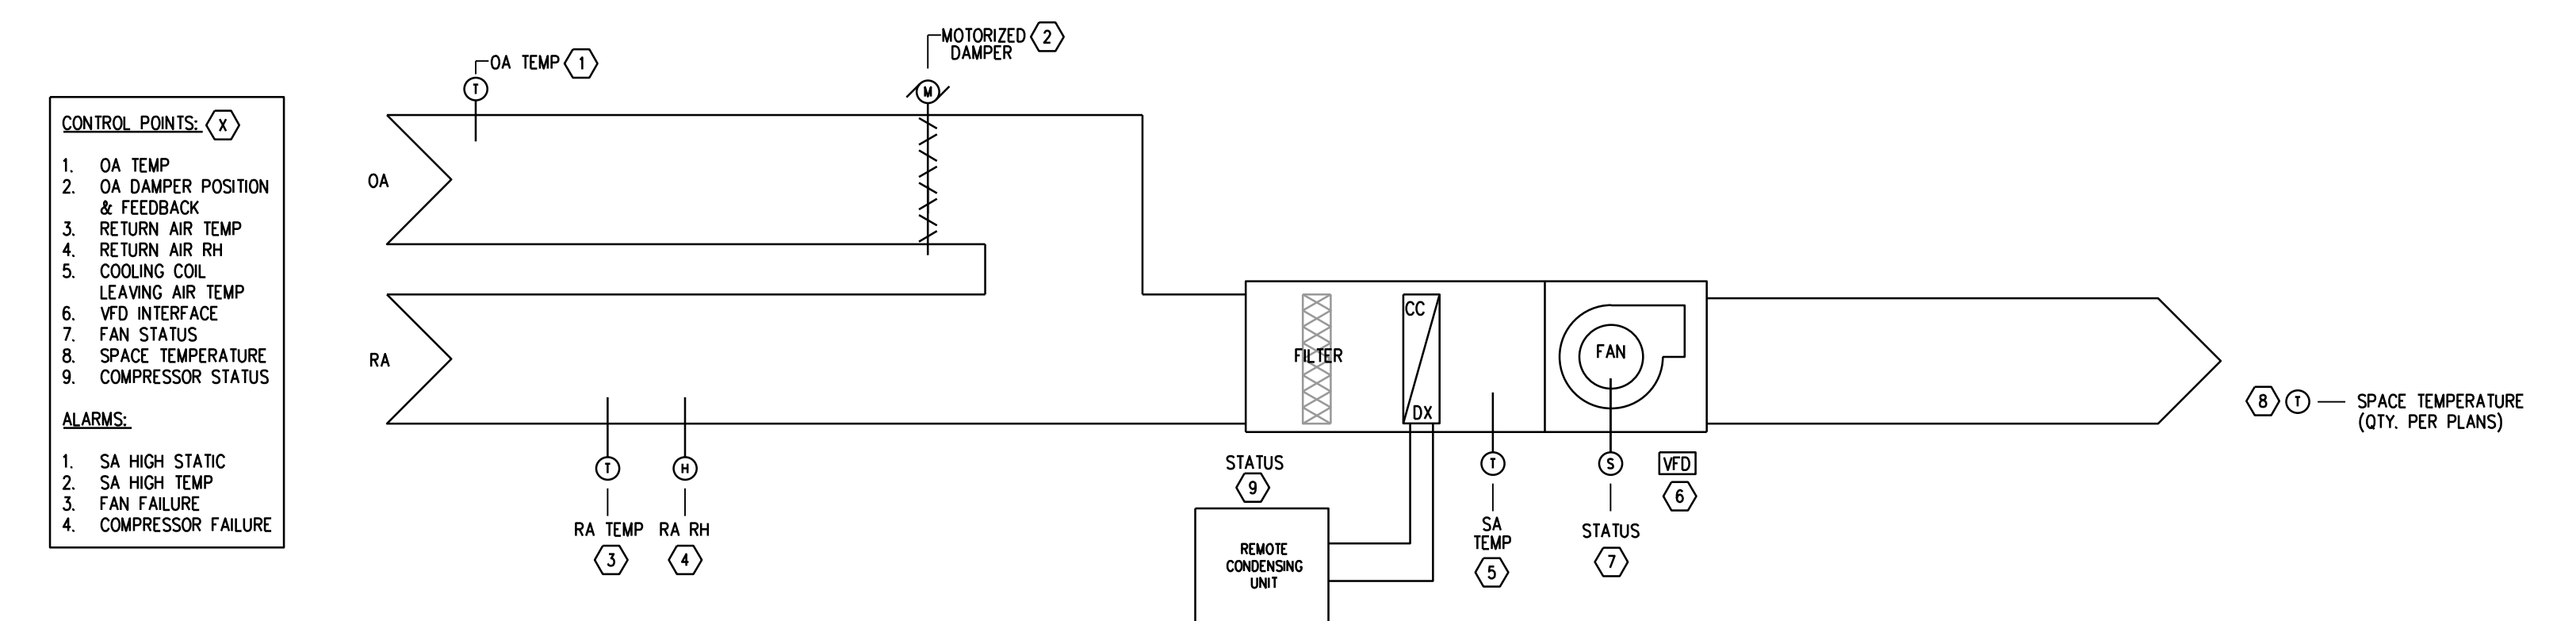 CONTROL POINTS: X
1. OA TEMP
2. OA DAMPER POSITION
& FEEDBACK
3. RETURN AIR TEMP
4. RETURN AIR RH
5. COOLING COIL
LEAVING AIR TEMP
6. VFD INTERFACE
7. FAN STATUS
8. SPACE TEMPERATURE
9. COMPRESSOR STATUS
ALARMS:
1. SA HIGH STATIC
2. SA HIGH TEMP
3. FAN FAILURE
4. COMPRESSOR FAILURE
OA TEMP 1
T
MOTORIZED 2
DAMPER
M
OA
RA
T
RA TEMP
3
H
RA RH
4
FILTER
CC
DX
FAN
STATUS
9
REMOTE
CONDENSING
UNIT
T
SA
TEMP
5
S
STATUS
7
VFD
6
8 T SPACE TEMPERATURE
(QTY. PER PLANS)